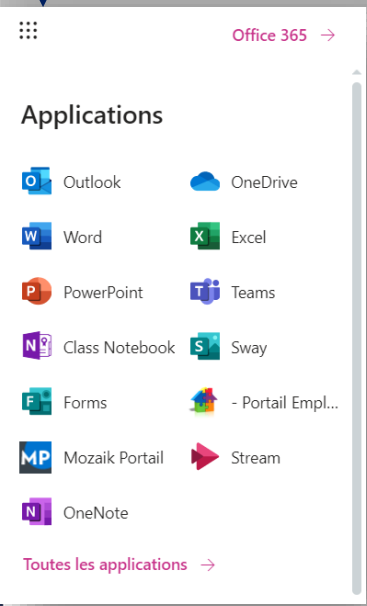 Office 365 →
Applications
Outlook OneDrive
Word Excel
PowerPoint Teams
Class Notebook Sway
Forms - Portail Empl...
MP Mozaik Portail Stream
OneNote
Toutes les applications →